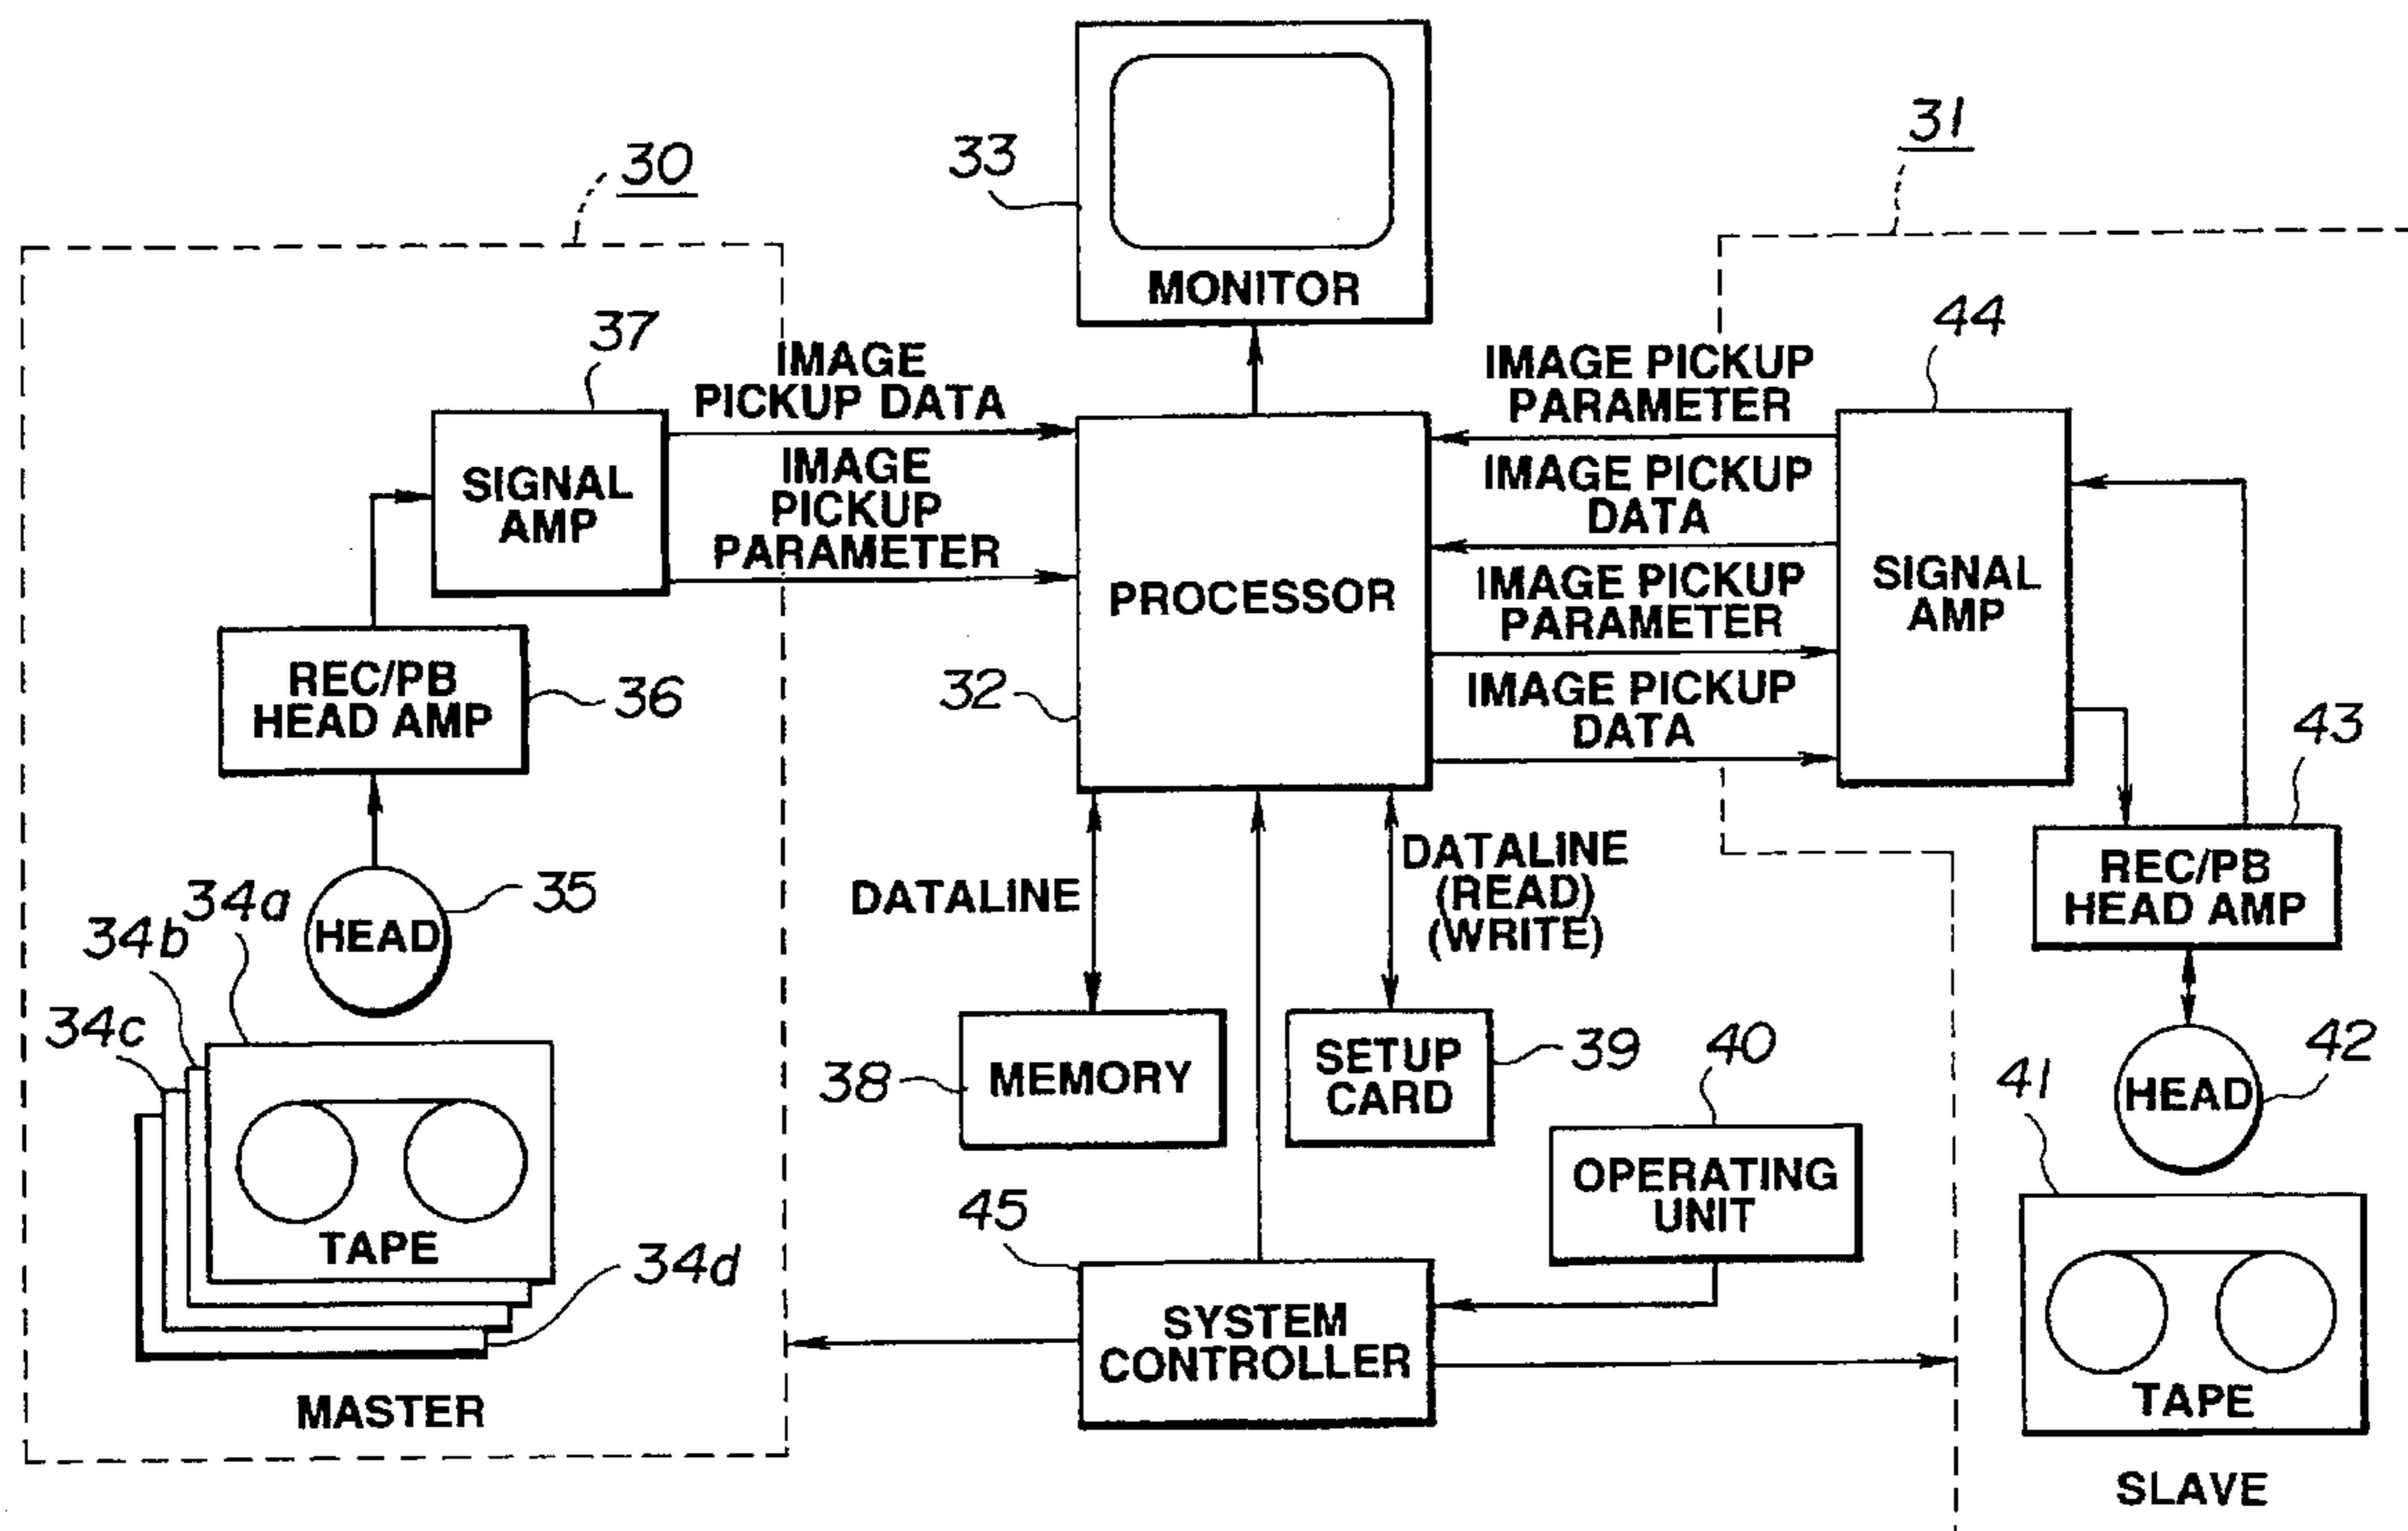 30
33
MONITOR
31
37
IMAGE
PICKUP DATA
IMAGE
PICKUP
PARAMETER
SIGNAL
AMP
REC/PB
HEAD AMP
36
HEAD
35
34a
34b
34c
TAPE
34d
MASTER
PROCESSOR
32
IMAGE PICKUP
PARAMETER
IMAGE PICKUP
DATA
IMAGE PICKUP
PARAMETER
IMAGE PICKUP
DATA
44
SIGNAL
AMP
43
REC/PB
HEAD AMP
DATALINE
DATALINE
(READ)
(WRITE)
38
MEMORY
SETUP
CARD
39
40
OPERATING
UNIT
45
SYSTEM
CONTROLLER
HEAD
42
41
TAPE
SLAVE